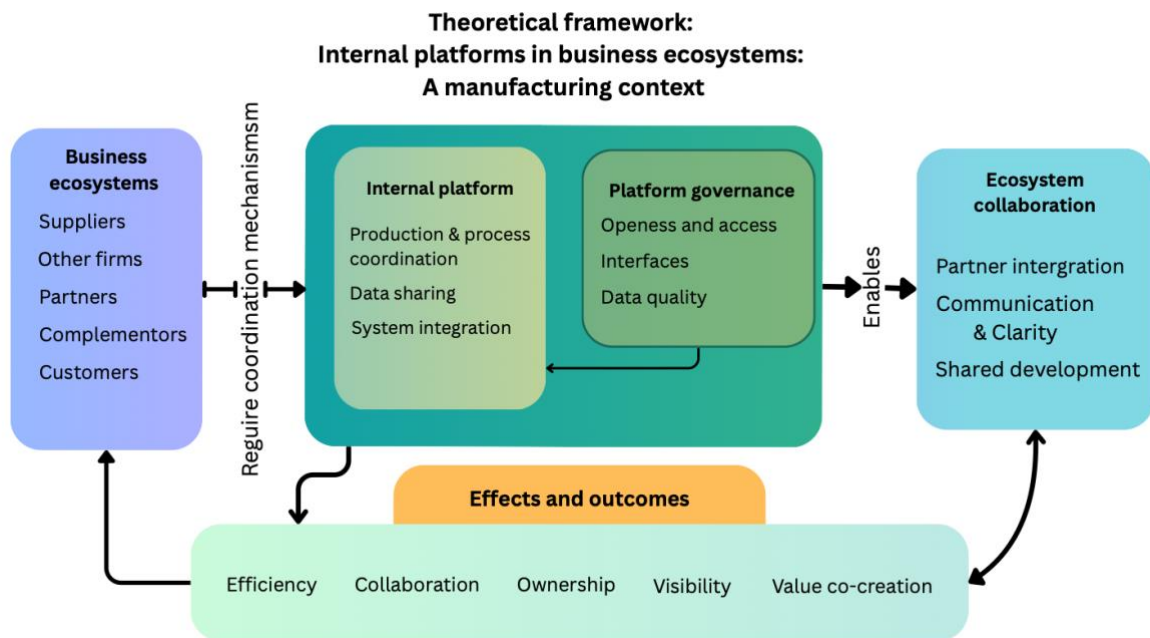 Theoretical framework:
Internal platforms in business ecosystems:
A manufacturing context
Business
ecosystems
Suppliers
Other firms
Partners
Complementors
Customers
Reguire coordination mechanismsm
Internal platform
Production & process
coordination
Data sharing
System integration
Platform governance
Openess and access
Interfaces
Data quality
Enables
Ecosystem
collaboration
Partner intergration
Communication
& Clarity
Shared development
Effects and outcomes
Efficiency Collaboration Ownership Visibility Value co-creation